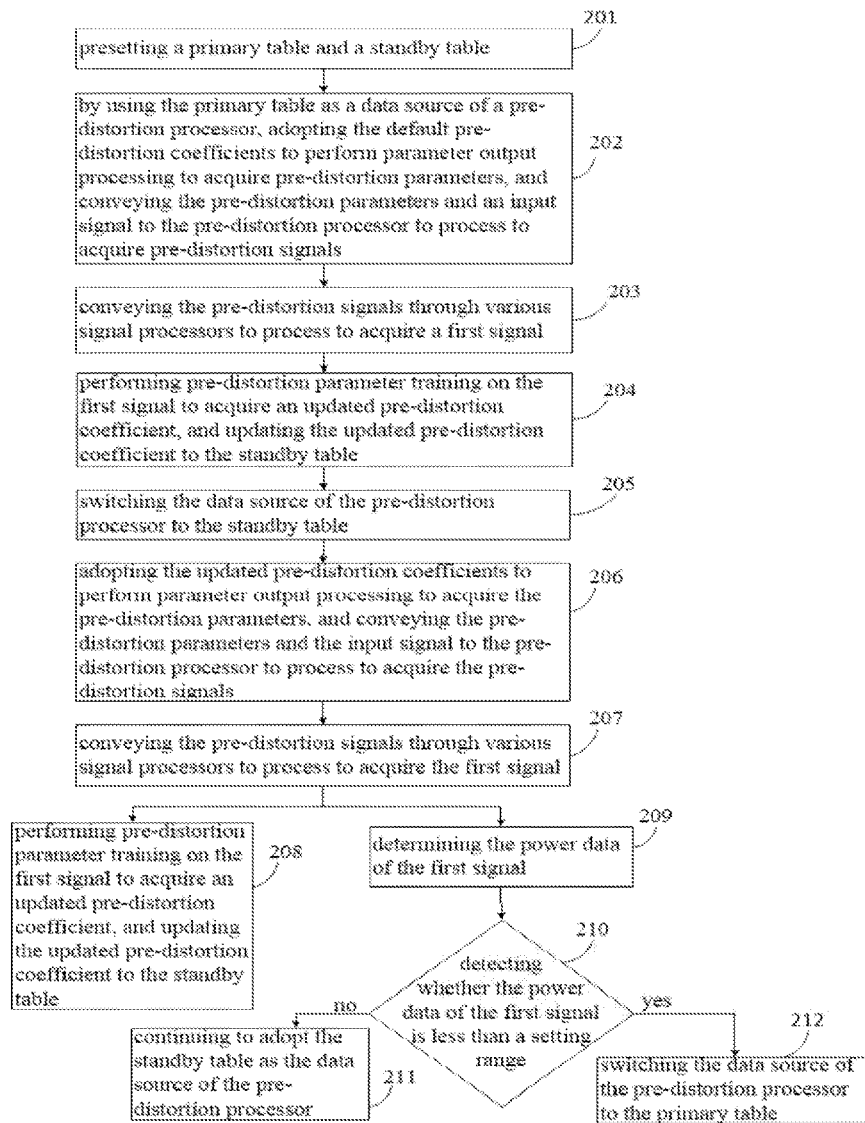 201
presetting a primary table and a standby table
by using the primary table as a data source of a pre-
distortion processor, adopting the default pre-
distortion coefficients to perform parameter output
processing to acquire pre-distortion parameters, and
conveying the pre-distortion parameters and an input
signal to the pre-distortion processor to process to
acquire pre-distortion signals
202
conveying the pre-distortion signals through various
signal processors to process to acquire a first signal
203
performing pre-distortion parameter training on the
first signal to acquire an updated pre-distortion
coefficient, and updating the updated pre-distortion
coefficient to the standby table
204
switching the data source of the pre-distortion
processor to the standby table
205
adopting the updated pre-distortion coefficients to
perform parameter output processing to acquire the
pre-distortion parameters, and conveying the pre-
distortion parameters and the input signal to the pre-
distortion processor to process to acquire the pre-
distortion signals
206
conveying the pre-distortion signals through various
signal processors to process to acquire the first signal
207
performing pre-distortion
parameter training on the
first signal to acquire an
updated pre-distortion
coefficient, and updating
the updated pre-distortion
coefficient to the standby
table
208
determining the power data
of the first signal
209
detecting
whether the power
data of the first signal
is less than a setting
range
210
no
yes
continuing to adopt the
standby table as the data
source of the pre-
distortion processor
211
switching the data source of
the pre-distortion processor
to the primary table
212